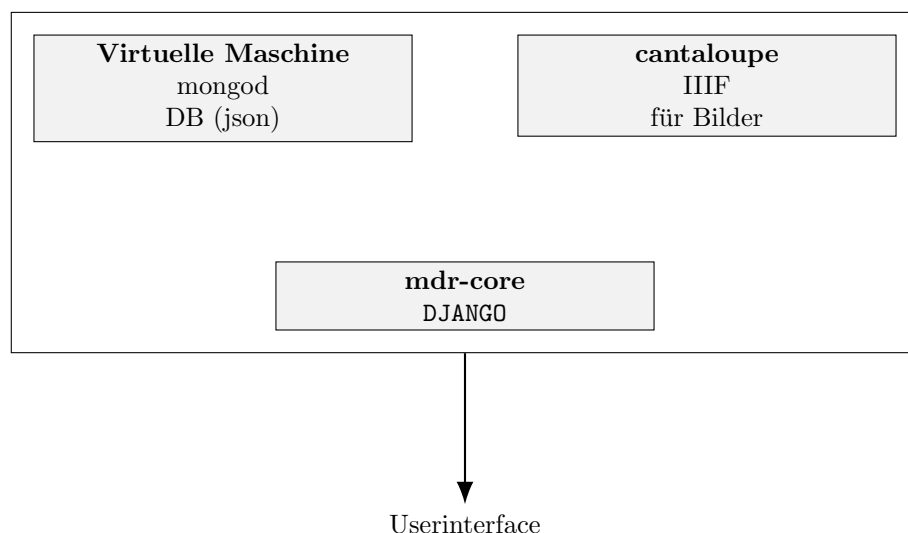 Virtuelle Maschine
mongod
DB (json)
cantaloupe
IIIF
für Bilder
mdr-core
DJANGO
Userinterface